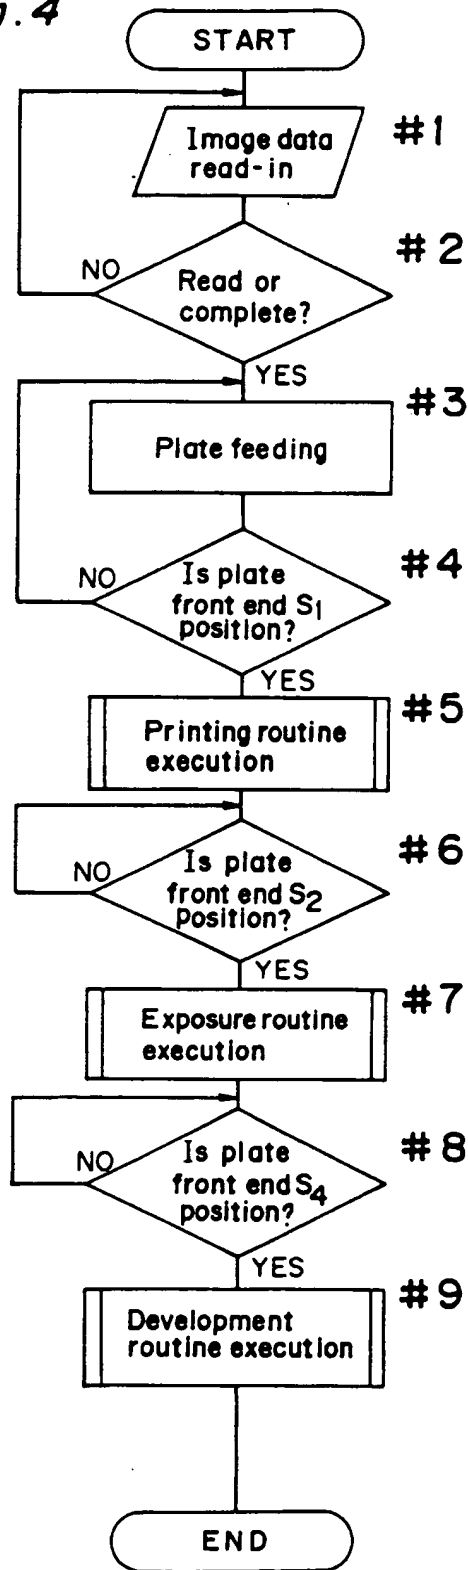 g.4
START
Image data
read-in
#1
#2
NO
Read or
complete?
YES
#3
Plate feeding
#4
NO
Is plate
front end S1
position?
YES
#5
Printing routine
execution
#6
NO
Is plate
front end S2
Position?
YES
#7
Exposure routine
execution
#8
NO
Is plate
front end S4
position?
YES
#9
Development
routine execution
END